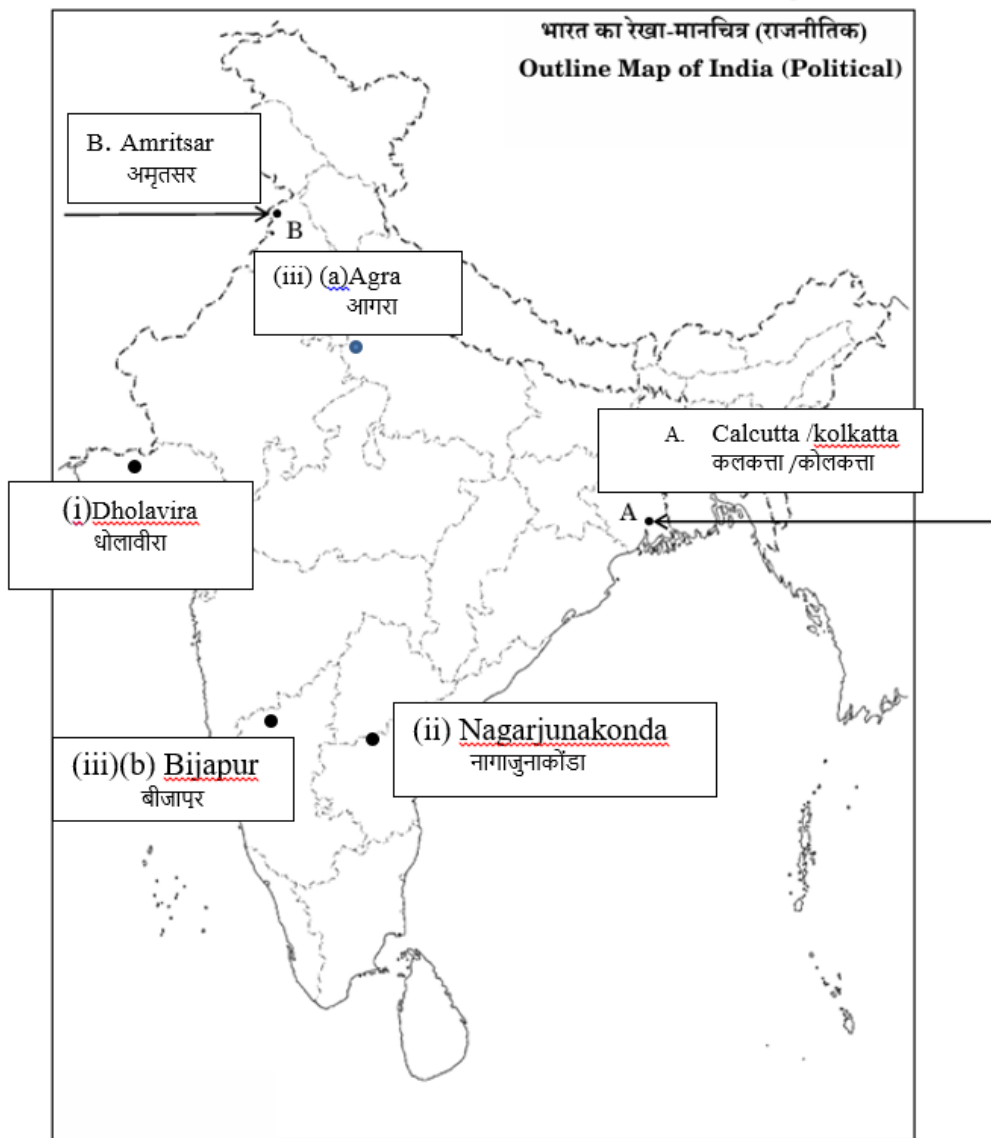 भारत का रेखा-मानचित्र (राजनीतिक)
Outline Map of India (Political)
B. Amritsar
अमृतसर
B
(iii) (a)Agra
आगरा
A. Calcutta /kolkatta
कलकत्ता /कोलकत्ता
A
(i)Dholavira
धोलावीरा
(ii) Nagarjunakonda
नागाजुनाकोंडा
(iii)(b) Bijapur
बीजापर